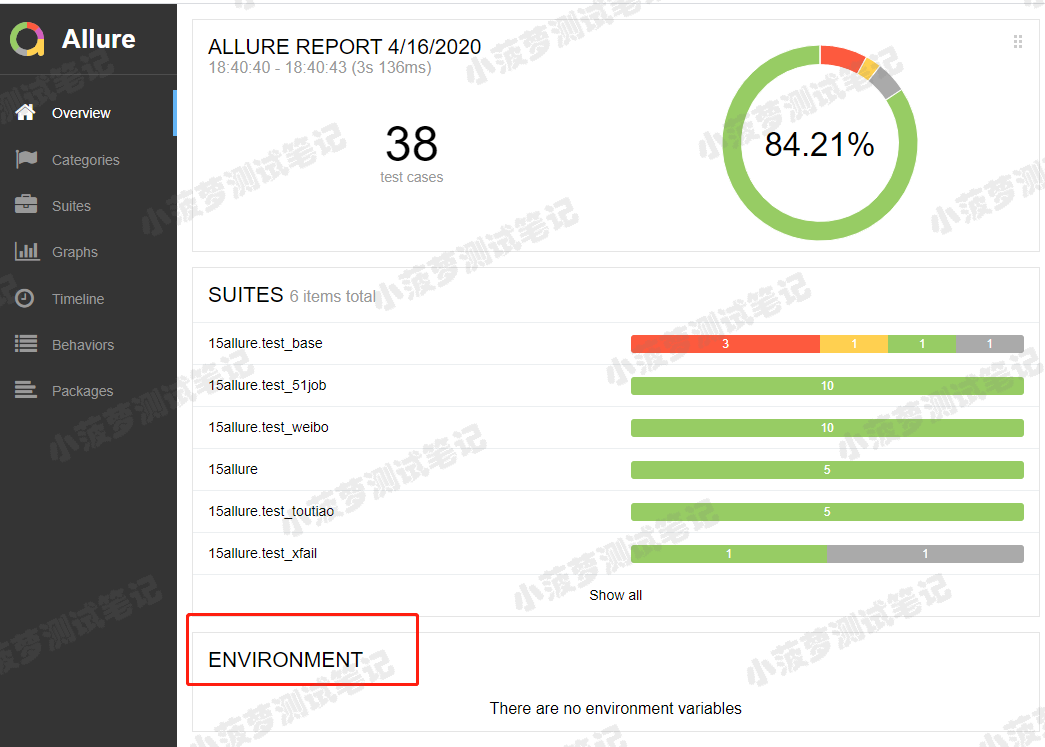 Allure
Overview
Categories
Suites
Graphs
Timeline
Behaviors
Packages
ALLURE REPORT 4/16/2020
18:40:40 - 18:40:43 (3s 136ms)
38
test cases
84.21%
SUITES 6 items total
15allure.test_base 3 1 1 1
15allure.test_51job 10
15allure.test_weibo 10
15allure 5
15allure.test_toutiao 5
15allure.test_xfail 1 1
Show all
ENVIRONMENT
There are no environment variables
小菠萝测试笔记